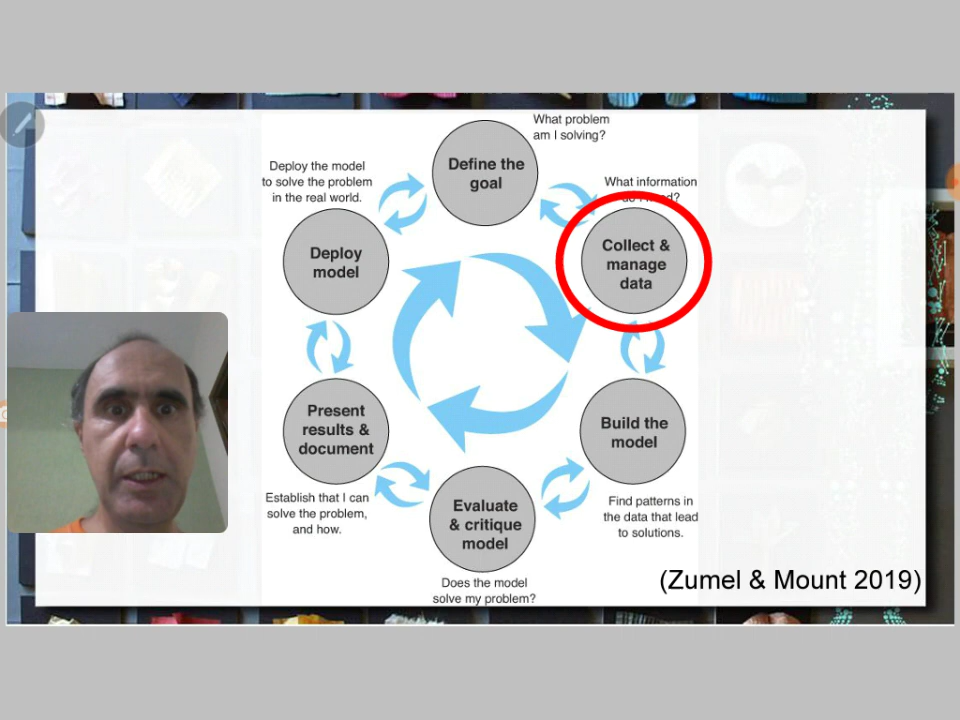 What problem
am I solving?
Define the
goal
Deploy the model
to solve the problem
in the real world.
What information
Deploy
model
Collect &
manage
data
Present
results &
document
Build the
model
Establish that I can
solve the problem,
and how.
Evaluate
& critique
model
Find patterns in
the data that lead
to solutions.
Does the model
solve my problem?
(Zumel & Mount 2019)